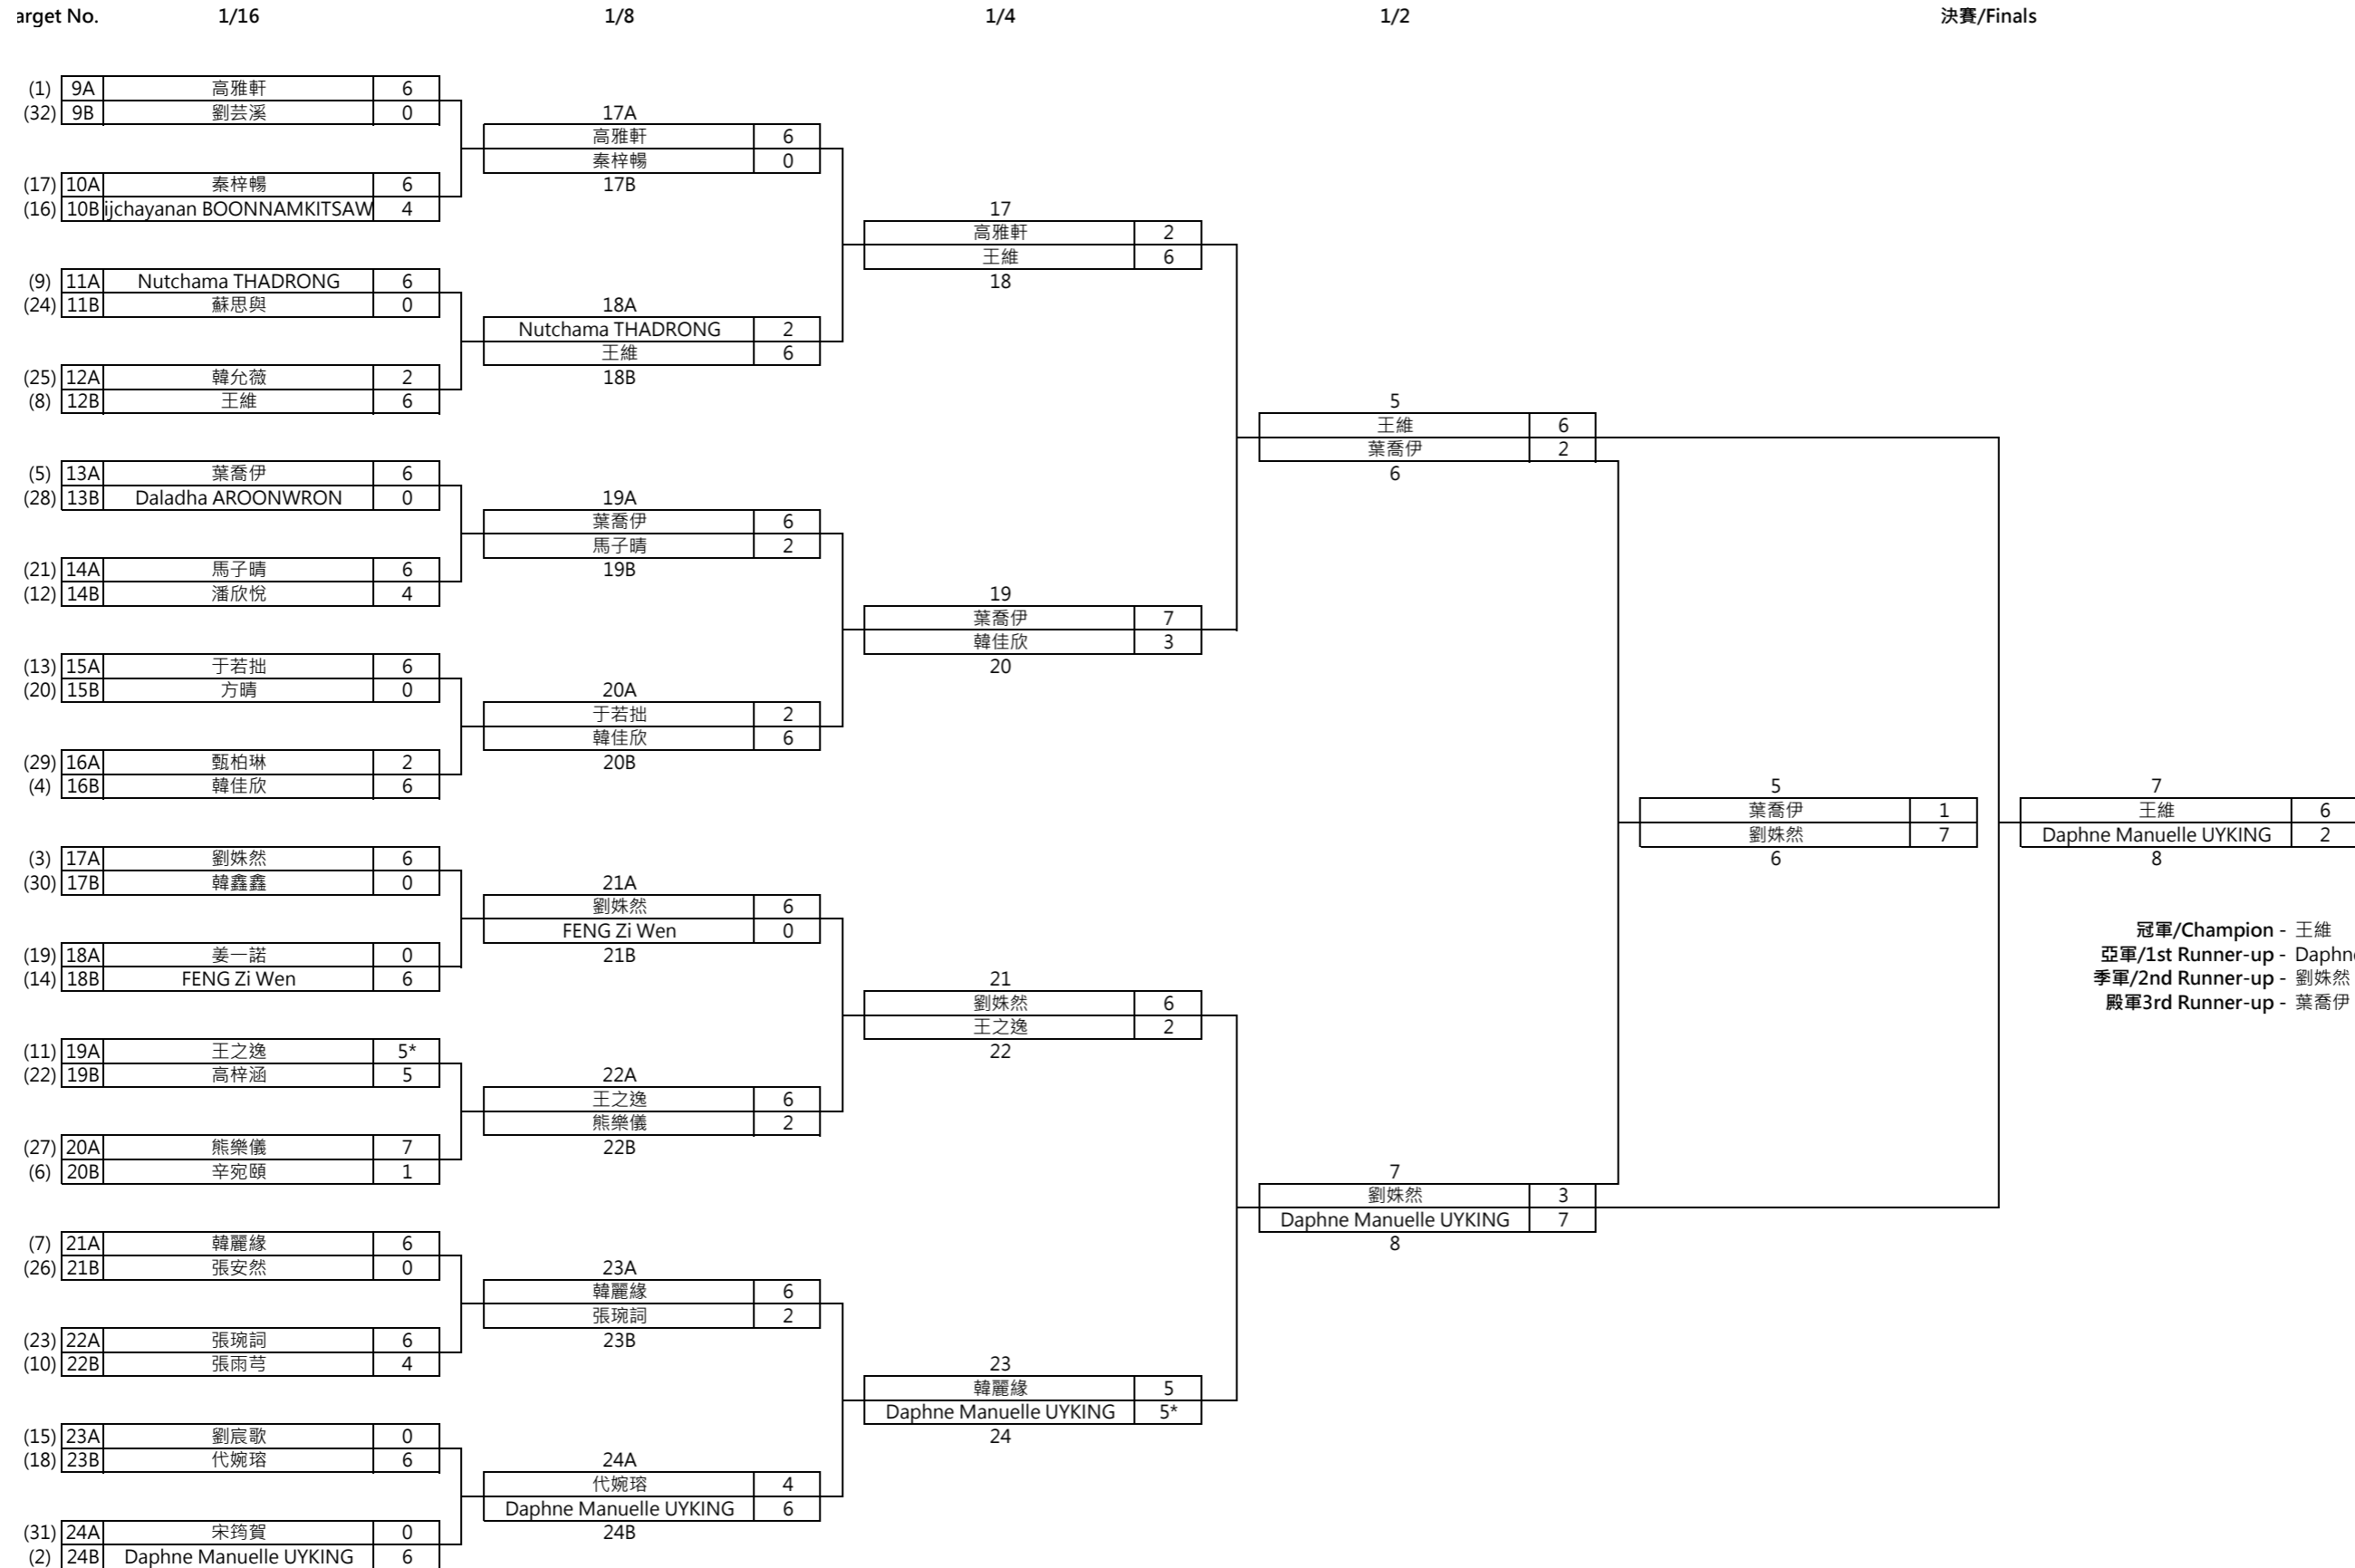 arget No. 1/16 1/8 1/4 1/2 決賽/Finals
(1) 9A 高雅軒 6
(32) 9B 劉芸溪 0
17A
高雅軒 6
秦梓暢 0
17B
(17) 10A 秦梓暢 6
(16) 10B ijchayanan BOONNAMKITSAW 4
17
高雅軒 2
王維 6
18
(9) 11A Nutchama THADRONG 6
(24) 11B 蘇思與 0
18A
Nutchama THADRONG 2
王維 6
18B
(25) 12A 韓允薇 2
(8) 12B 王維 6
5
王維 6
葉喬伊 2
6
(5) 13A 葉喬伊 6
(28) 13B Daladha AROONWRON 0
19A
葉喬伊 6
馬子晴 2
19B
(21) 14A 馬子晴 6
(12) 14B 潘欣悅 4
19
葉喬伊 7
韓佳欣 3
20
(13) 15A 于若拙 6
(20) 15B 方晴 0
20A
于若拙 2
韓佳欣 6
20B
(29) 16A 甄柏琳 2
(4) 16B 韓佳欣 6
5
葉喬伊 1
劉姝然 7
6
7
王維 6
Daphne Manuelle UYKING 2
8
(3) 17A 劉姝然 6
(30) 17B 韓鑫鑫 0
21A
劉姝然 6
FENG Zi Wen 0
21B
冠軍/Champion - 王維
亞軍/1st Runner-up - Daphne
季軍/2nd Runner-up - 劉姝然
殿軍3rd Runner-up - 葉喬伊
(19) 18A 姜一諾 0
(14) 18B FENG Zi Wen 6
21
劉姝然 6
王之逸 2
22
(11) 19A 王之逸 5*
(22) 19B 高梓涵 5
22A
王之逸 6
熊樂儀 2
22B
(27) 20A 熊樂儀 7
(6) 20B 辛宛頤 1
7
劉姝然 3
Daphne Manuelle UYKING 7
8
(7) 21A 韓麗緣 6
(26) 21B 張安然 0
23A
韓麗緣 6
張琬詞 2
23B
(23) 22A 張琬詞 6
(10) 22B 張雨芎 4
23
韓麗緣 5
Daphne Manuelle UYKING 5*
24
(15) 23A 劉宸歌 0
(18) 23B 代婉瑢 6
24A
代婉瑢 4
Daphne Manuelle UYKING 6
24B
(31) 24A 宋筠賀 0
(2) 24B Daphne Manuelle UYKING 6